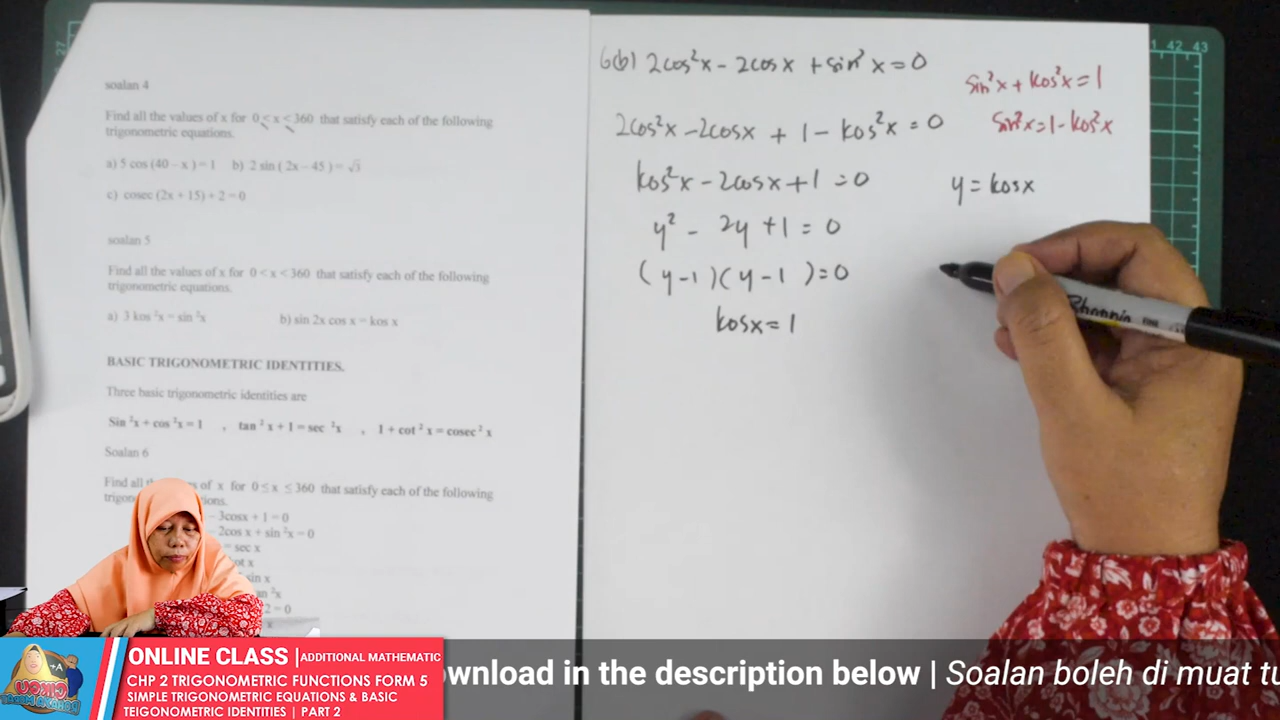 soalan 4
Find all the values of x for 0 < x < 360 that satisfy each of the following
trigonometric equations.
a) 5 cos (40 – x ) = 1 b) 2 sin ( 2x – 45 ) = √3
c) cosec (2x + 15) + 2 = 0
soalan 5
Find all the values of x for 0 < x < 360 that satisfy each of the following
trigonometric equations.
a) 3 kos ²x = sin ²x b) sin 2x cos x = kos x
BASIC TRIGONOMETRIC IDENTITIES.
Three basic trigonometric identities are
Sin ²x + cos ²x = 1 , tan ² x + 1 = sec ²x , 1 + cot ² x = cosec ² x
Soalan 6
Find all of x for 0 ≤ x ≤ 360 that satisfy each of the following
– 3cosx + 1 = 0
– 2cos x + sin ²x = 0
= sec x
6(b) 2cos²x - 2cosx + sin²x = 0
sin²x + kos²x = 1
2cos²x - 2cosx + 1 - kos²x = 0
sin²x = 1 - kos²x
kos²x - 2cosx + 1 = 0
y = kosx
y² - 2y + 1 = 0
(y-1)(y-1) = 0
kosx = 1
41 42 43
27
ONLINE CLASS | ADDITIONAL MATHEMATIC
CHP 2 TRIGONOMETRIC FUNCTIONS FORM 5
SIMPLE TRIGONOMETRIC EQUATIONS & BASIC
TEIGONOMETRIC IDENTITIES | PART 2
A+
CIKGU
wnload in the description below | Soalan boleh di muat tu